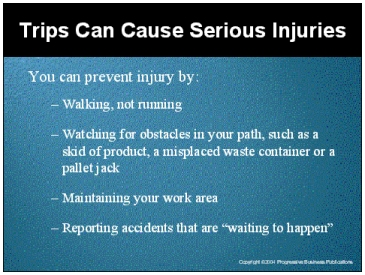 Trips Can Cause Serious Injuries
You can prevent injury by:
– Walking, not running
– Watching for obstacles in your path, such as a
skid of product, a misplaced waste container or a
pallet jack
– Maintaining your work area
– Reporting accidents that are “waiting to happen”
Copyright ©2004 Progressive Business Publications